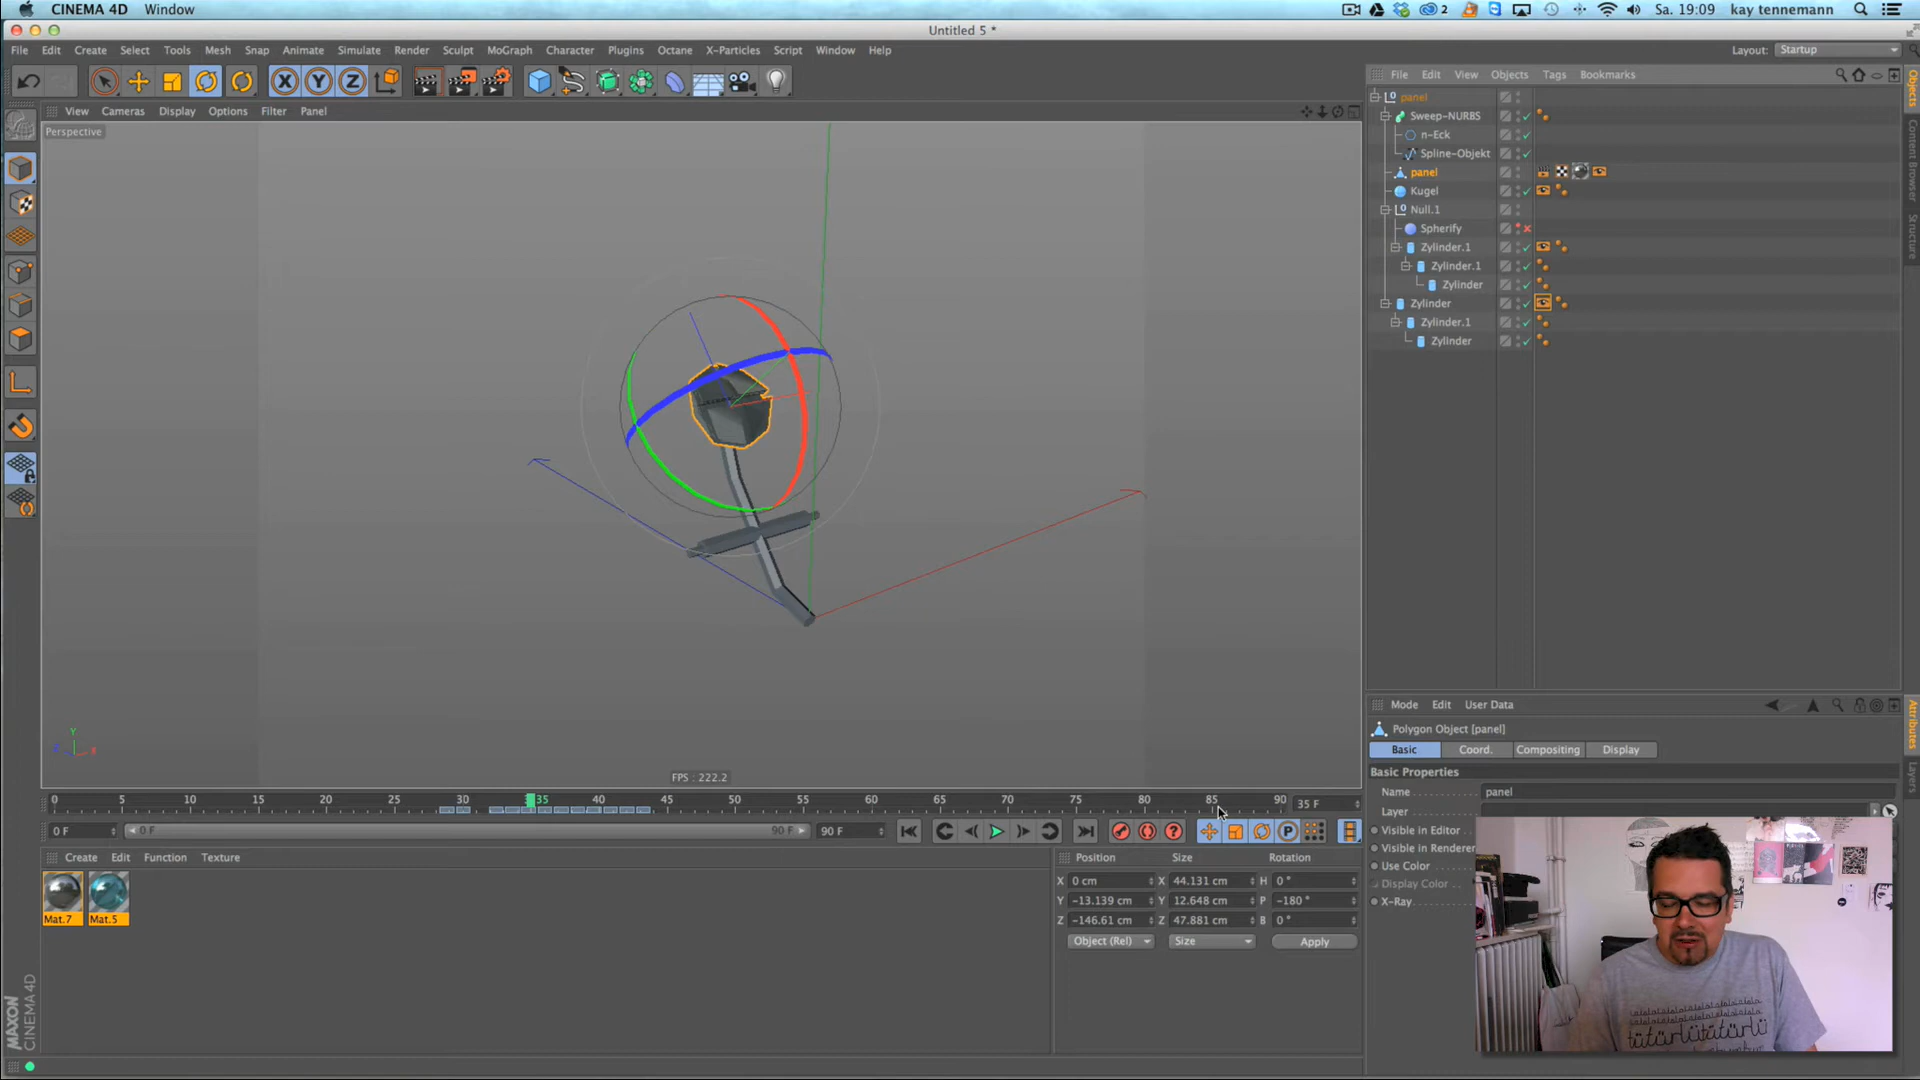 CINEMA 4D Window 2 Sa. 19:09 kay tennemann
Untitled 5 *
File Edit Create Select Tools Mesh Snap Animate Simulate Render Sculpt MoGraph Character Plugins Octane X-Particles Script Window Help Layout: Startup
File Edit View Objects Tags Bookmarks
View Cameras Display Options Filter Panel
Perspective
panel
Sweep-NURBS
n-Eck
Spline-Objekt
panel
Kugel
Null.1
Spherify
Zylinder.1
Zylinder.1
Zylinder
Zylinder
Zylinder.1
Zylinder
Objects
Content Browser
Structure
Y
X
FPS : 222.2
0 5 10 15 20 25 30 35 40 45 50 55 60 65 70 75 80 85 90 35 F
0 F 0 F 90 F 90 F
Create Edit Function Texture
Mat.7 Mat.5
Position Size Rotation
X 0 cm X 44.131 cm H 0 °
Y -13.139 cm Y 12.648 cm P -180 °
Z -146.61 cm Z 47.881 cm B 0 °
Object (Rel) Size Apply
Mode Edit User Data
Polygon Object [panel]
Basic Coord. Compositing Display
Basic Properties
Name panel
Layer
Visible in Editor
Visible in Renderer
Use Color
Display Color
X-Ray
Attributes
Layers
MAXON
CINEMA 4D